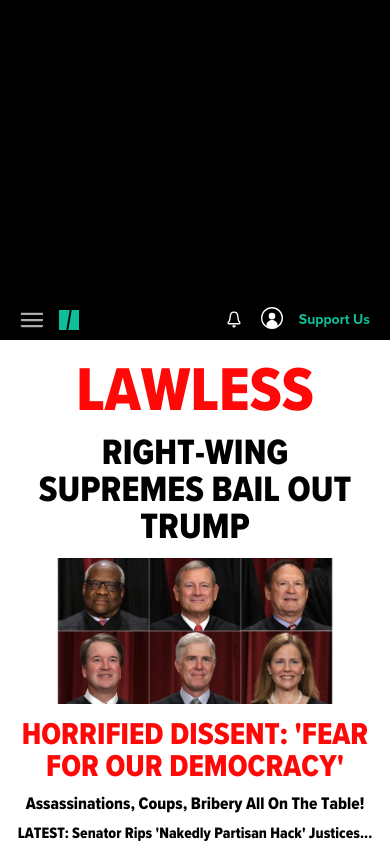 Support Us
LAWLESS
RIGHT-WING
SUPREMES BAIL OUT
TRUMP
HORRIFIED DISSENT: 'FEAR
FOR OUR DEMOCRACY'
Assassinations, Coups, Bribery All On The Table!
LATEST: Senator Rips 'Nakedly Partisan Hack' Justices...